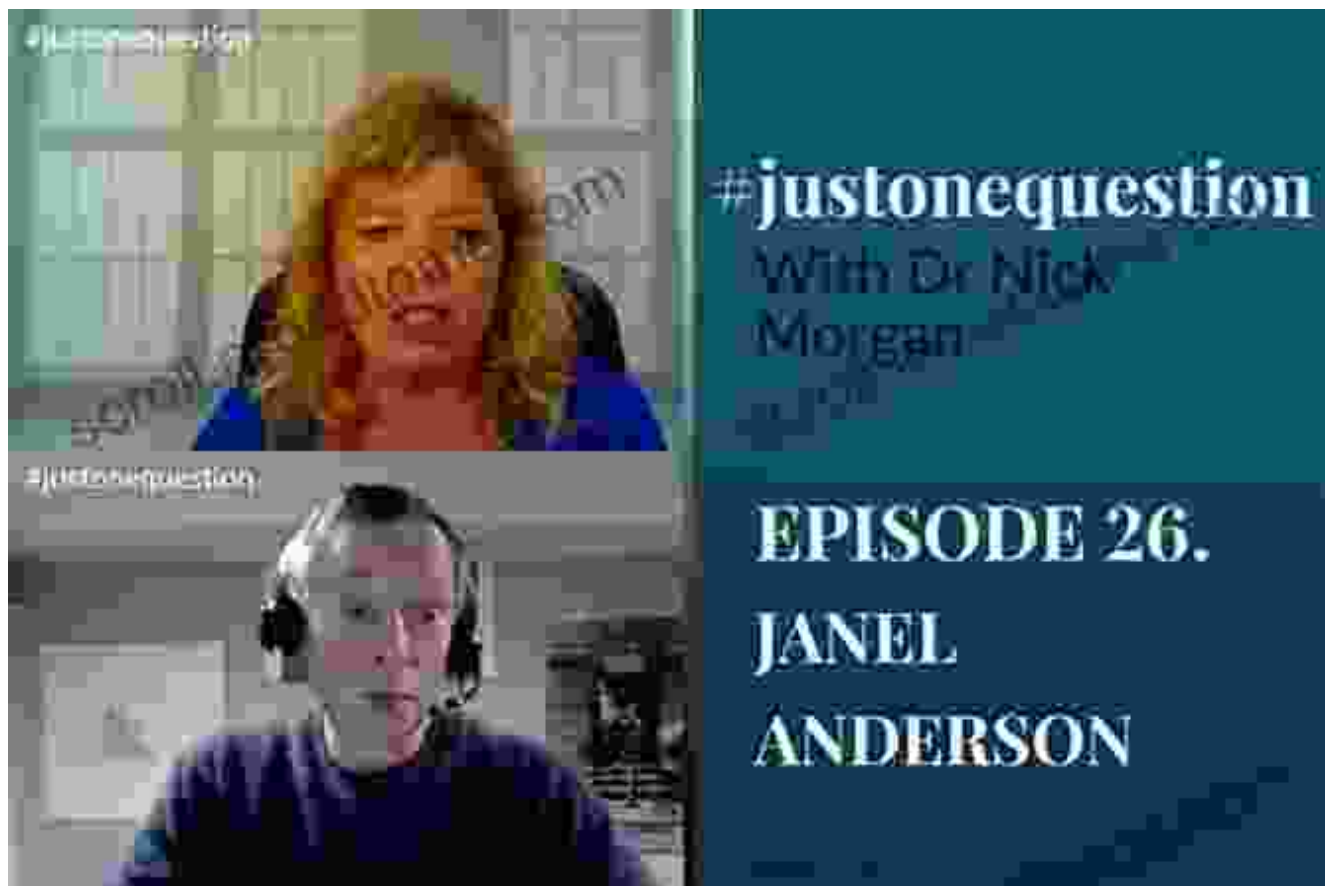 #justonequestion
#justonequestion
With Dr Nick
Morgan
#justonequestion
EPISODE 26.
JANEL
ANDERSON